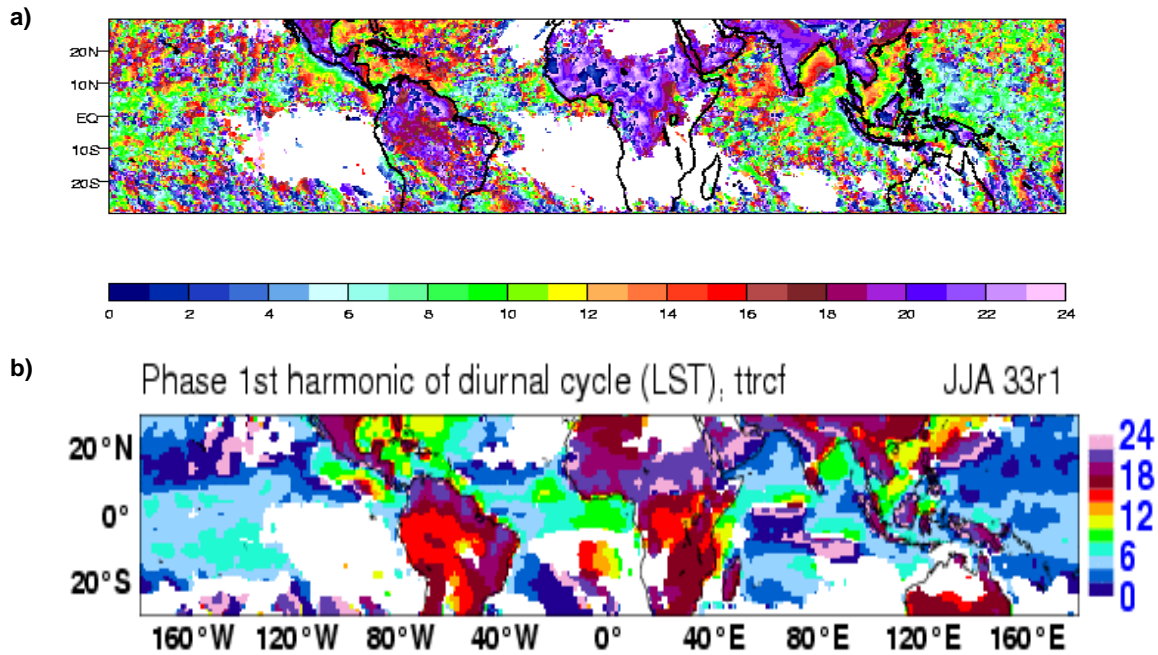 a)
20N
10N
EQ
10S
20S
0 2 4 6 8 10 12 14 16 18 20 22 24
b)
Phase 1st harmonic of diurnal cycle (LST), ttrcf JJA 33r1
20°N
0°
20°S
24
18
12
6
0
160°W 120°W 80°W 40°W 0° 40°E 80°E 120°E 160°E